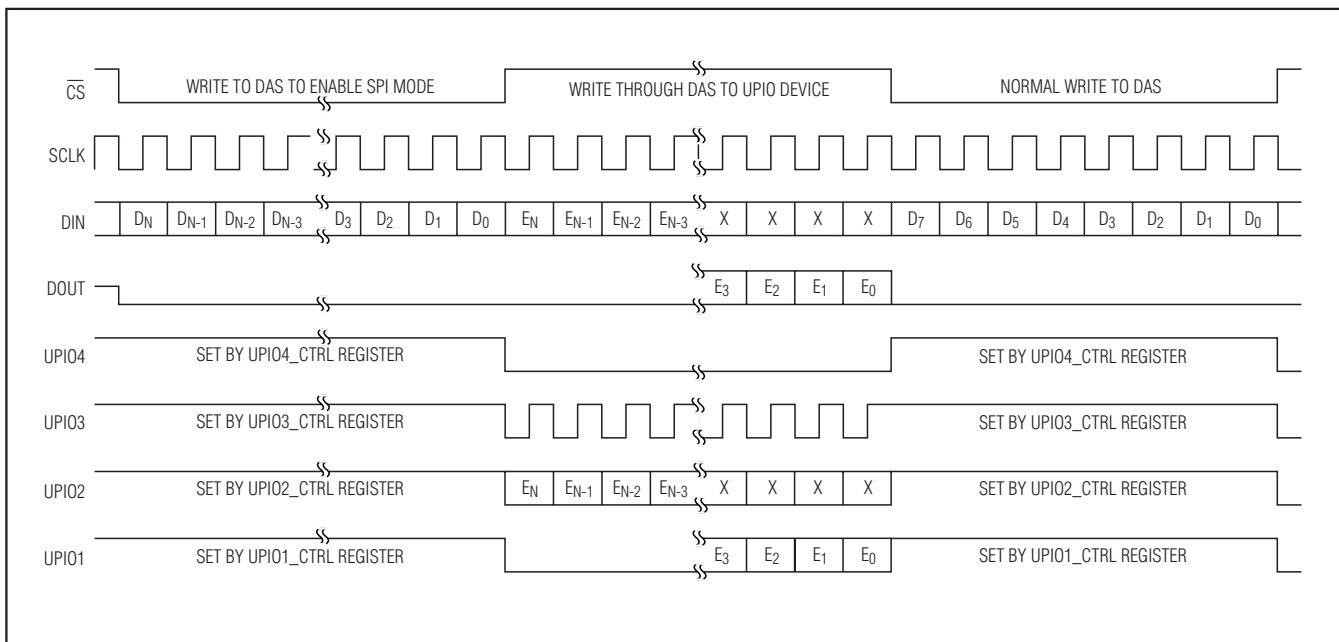 CS WRITE TO DAS TO ENABLE SPI MODE WRITE THROUGH DAS TO UPIO DEVICE NORMAL WRITE TO DAS
SCLK
DIN DN DN-1 DN-2 DN-3 D3 D2 D1 D0 EN EN-1 EN-2 EN-3 X X X X D7 D6 D5 D4 D3 D2 D1 D0
DOUT E3 E2 E1 E0
UPIO4 SET BY UPIO4_CTRL REGISTER SET BY UPIO4_CTRL REGISTER
UPIO3 SET BY UPIO3_CTRL REGISTER SET BY UPIO3_CTRL REGISTER
UPIO2 SET BY UPIO2_CTRL REGISTER EN EN-1 EN-2 EN-3 X X X X SET BY UPIO2_CTRL REGISTER
UPIO1 SET BY UPIO1_CTRL REGISTER E3 E2 E1 E0 SET BY UPIO1_CTRL REGISTER